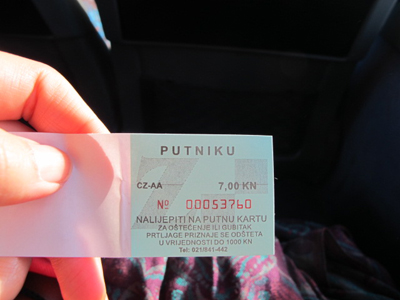 PUTNIKU
CZ-AA 7,00 KN
Nº 00053760
NALIJEPITI NA PUTNU KARTU
ZA OŠTEĆENJE ILI GUBITAK
PRTLJAGE PRIZNAJE SE ODŠTETA
U VRIJEDNOSTI DO 1000 KN
Tel: 021/841-442